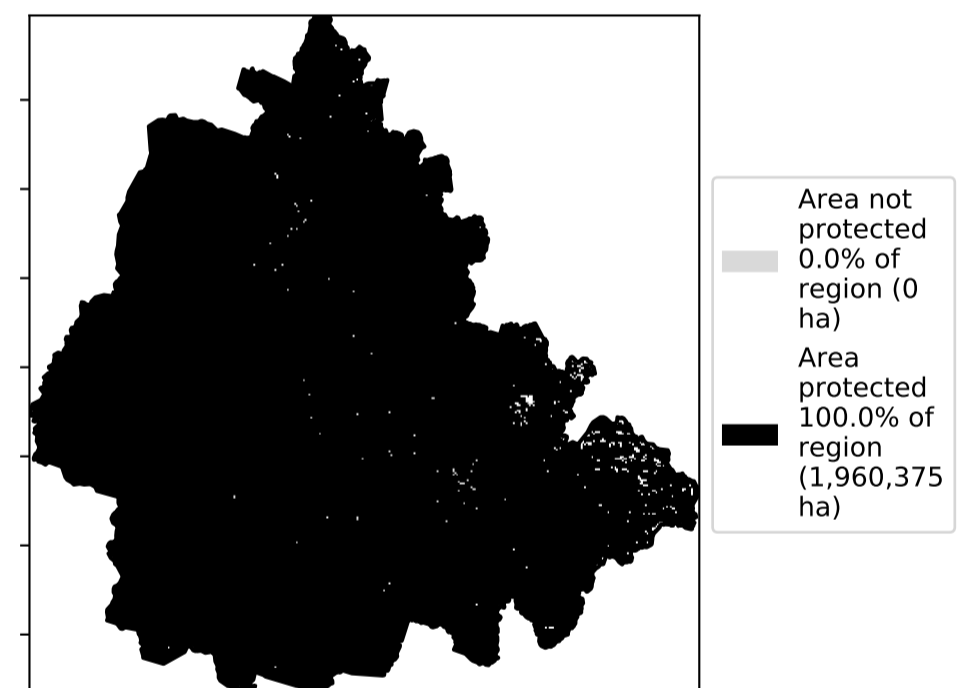 Area not
protected
0.0% of
region (0
ha)
Area
protected
100.0% of
region
(1,960,375
ha)